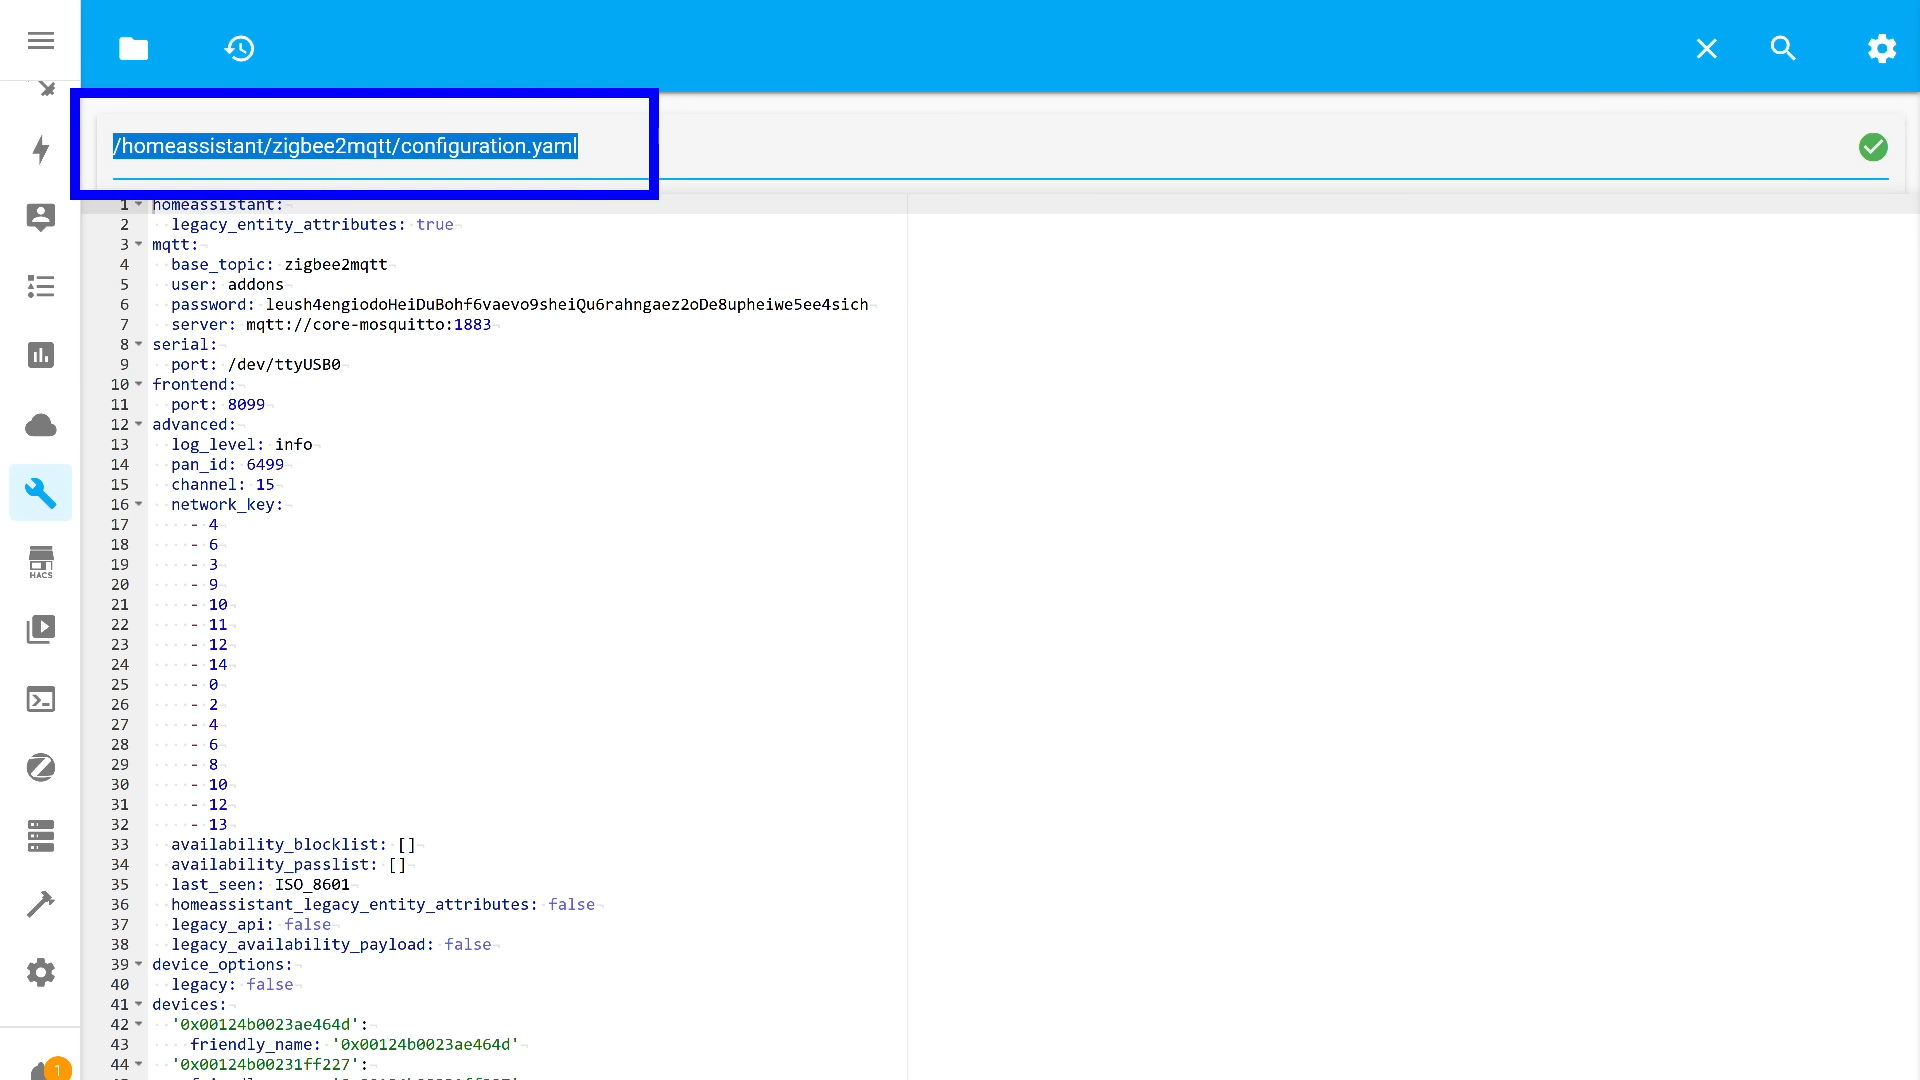 /homeassistant/zigbee2mqtt/configuration.yaml
1 homeassistant:
2 legacy_entity_attributes: true
3 mqtt:
4 base_topic: zigbee2mqtt
5 user: addons
6 password: leush4engiodoHeiDuBohf6vaevo9sheiQu6rahngaez2oDe8upheiwe5ee4sich
7 server: mqtt://core-mosquitto:1883
8 serial:
9 port: /dev/ttyUSB0
10 frontend:
11 port: 8099
12 advanced:
13 log_level: info
14 pan_id: 6499
15 channel: 15
16 network_key:
17 - 4
18 - 6
19 - 3
20 - 9
21 - 10
22 - 11
23 - 12
24 - 14
25 - 0
26 - 2
27 - 4
28 - 6
29 - 8
30 - 10
31 - 12
32 - 13
33 availability_blocklist: []
34 availability_passlist: []
35 last_seen: ISO_8601
36 homeassistant_legacy_entity_attributes: false
37 legacy_api: false
38 legacy_availability_payload: false
39 device_options:
40 legacy: false
41 devices:
42 '0x00124b0023ae464d':
43 friendly_name: '0x00124b0023ae464d'
44 '0x00124b00231ff227':
HACS
1